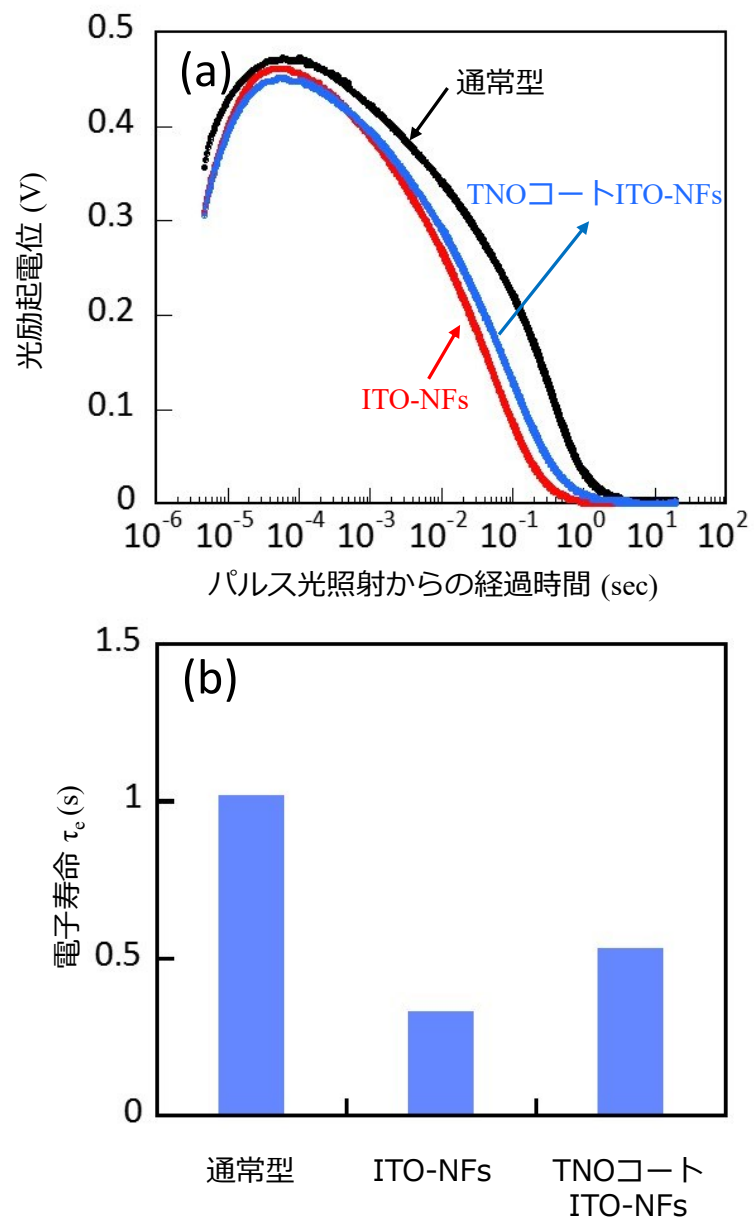 (a)
0.5
0.4
0.3
0.2
0.1
0
光励起電位 (V)
通常型
TNOコートITO-NFs
ITO-NFs
10⁻⁶ 10⁻⁵ 10⁻⁴ 10⁻³ 10⁻² 10⁻¹ 10⁰ 10¹ 10²
パルス光照射からの経過時間 (sec)
(b)
1.5
1
0.5
0
電子寿命 τₑ(s)
通常型
ITO-NFs
TNOコート
ITO-NFs